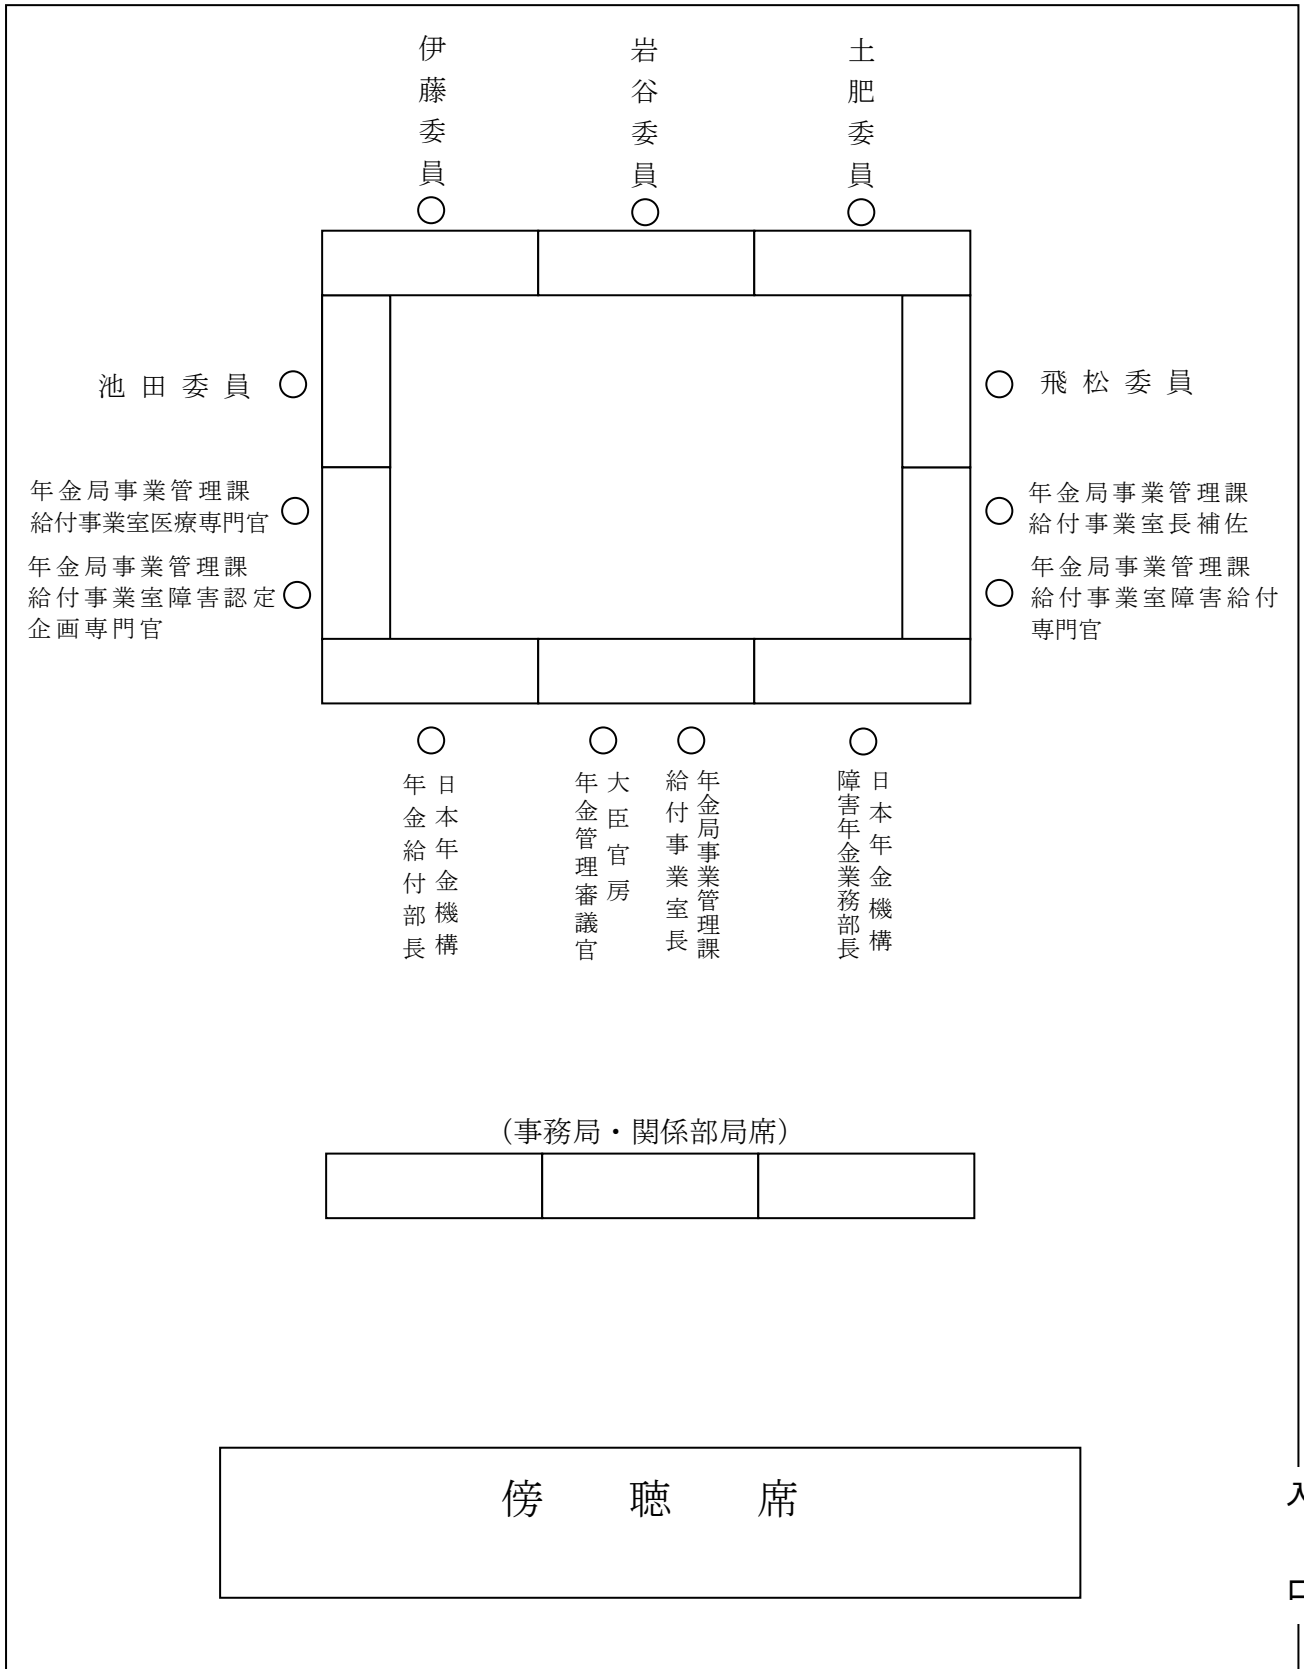 伊藤委員
岩谷委員
土肥委員
池田委員
飛松委員
年金局事業管理課
給付事業室医療専門官
年金局事業管理課
給付事業室障害認定
企画専門官
年金局事業管理課
給付事業室長補佐
年金局事業管理課
給付事業室障害給付
専門官
日本年金機構
年金給付部長
大臣官房
年金管理審議官
年金局事業管理課
給付事業室長
日本年金機構
障害年金業務部長
（事務局・関係部局席）
傍聴席
入口